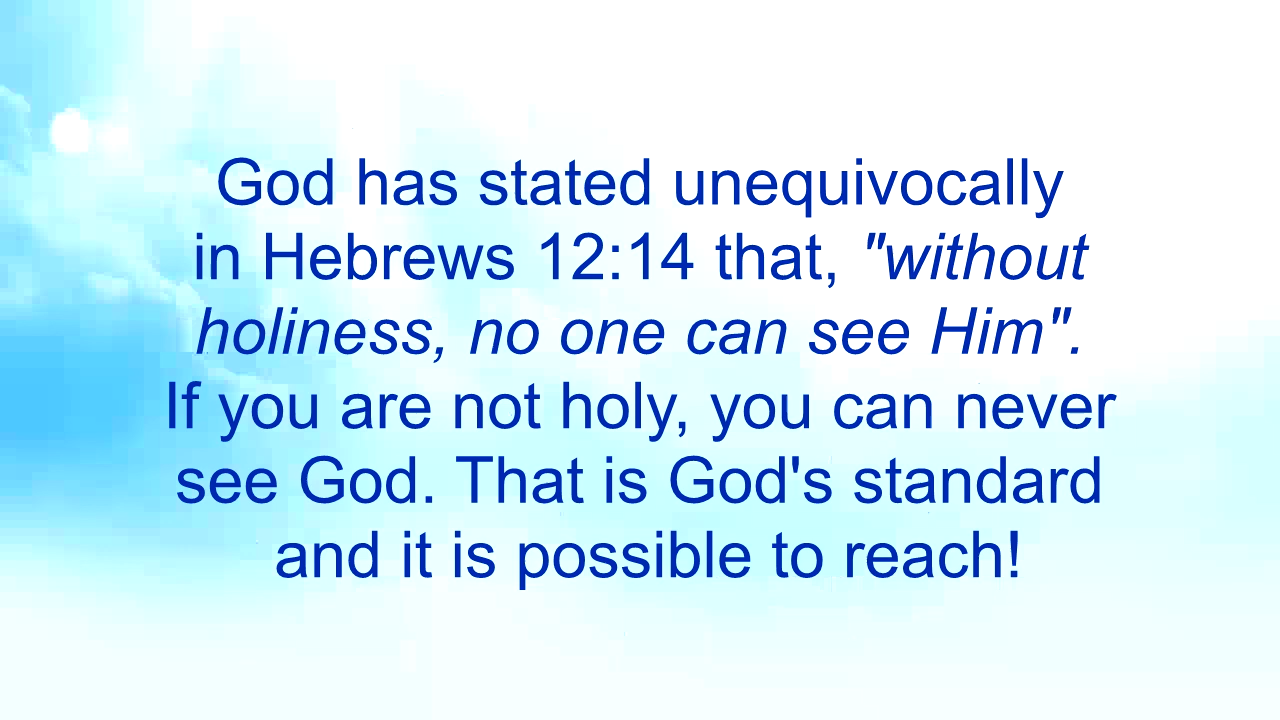 God has stated unequivocally
in Hebrews 12:14 that, "without
holiness, no one can see Him".
If you are not holy, you can never
see God. That is God's standard
and it is possible to reach!